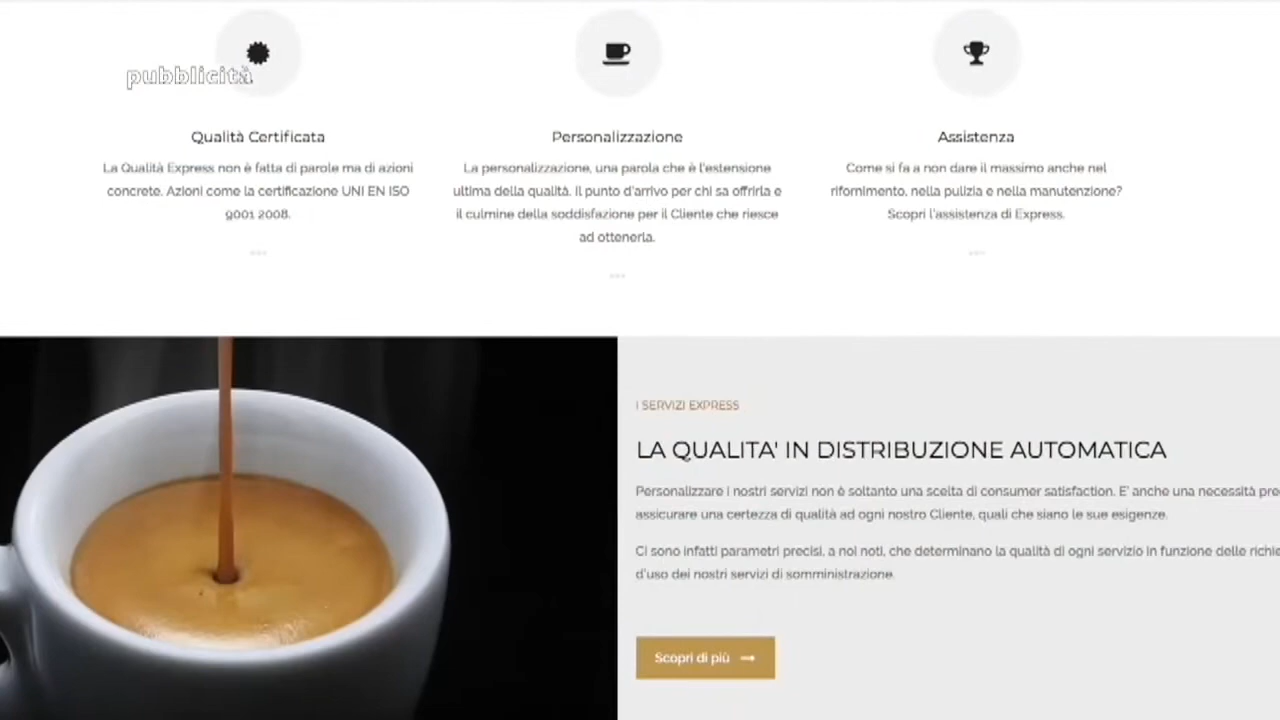 pubblicità
Qualità Certificata
La Qualità Express non è fatta di parole ma di azioni
concrete. Azioni come la certificazione UNI EN ISO
9001 2008.
Personalizzazione
La personalizzazione, una parola che è l'estensione
ultima della qualità. Il punto d'arrivo per chi sa offrirla e
il culmine della soddisfazione per il Cliente che riesce
ad ottenerla.
Assistenza
Come si fa a non dare il massimo anche nel
rifornimento, nella pulizia e nella manutenzione?
Scopri l'assistenza di Express.
I SERVIZI EXPRESS
LA QUALITA' IN DISTRIBUZIONE AUTOMATICA
Personalizzare i nostri servizi non è soltanto una scelta di consumer satisfaction. E' anche una necessità pre
assicurare una certezza di qualità ad ogni nostro Cliente, quali che siano le sue esigenze.
Ci sono infatti parametri precisi, a noi noti, che determinano la qualità di ogni servizio in funzione delle richie
d'uso dei nostri servizi di somministrazione.
Scopri di più